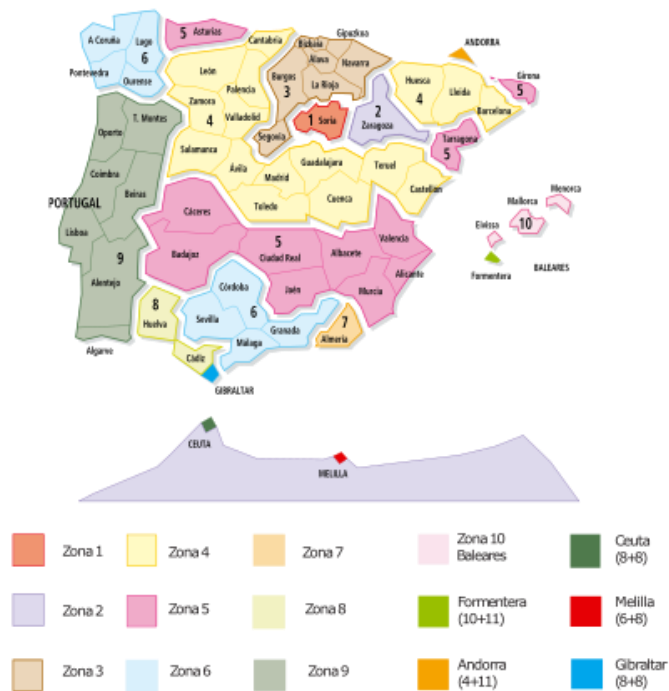 5 Asturias
A Coruña
Lugo
6
Pontevedra
Ourense
Cantabria
León
Palencia
Zamora
4
Valladolid
Salamanca
Ávila
Madrid
Guadalajara
Teruel
Toledo
Cuenca
Castellon
Gipuzkoa
Bizkaia
Alava
Navarra
Burgos
3
La Rioja
Segovia
1 Soria
2
Zaragoza
ANDORRA
Huesca
4
Lleida
Barcelona
Girona
5
Tarragona
5
T. Montes
Oporto
Coimbra
Beiras
PORTUGAL
Lisboa
9
Alentejo
Algarve
Cáceres
Badajoz
5
Ciudad Real
Albacete
Valencia
Alicante
Jaén
Murcia
Menorca
Mallorca
10
Eivissa
Formentera
BALEARES
8
Huelva
Cádiz
GIBRALTAR
Córdoba
Sevilla
6
Granada
Málaga
7
Almería
CEUTA
MELILLA
Zona 1
Zona 4
Zona 7
Zona 10
Baleares
Ceuta
(8+8)
Zona 2
Zona 5
Zona 8
Formentera
(10+11)
Melilla
(6+8)
Zona 3
Zona 6
Zona 9
Andorra
(4+11)
Gibraltar
(8+8)